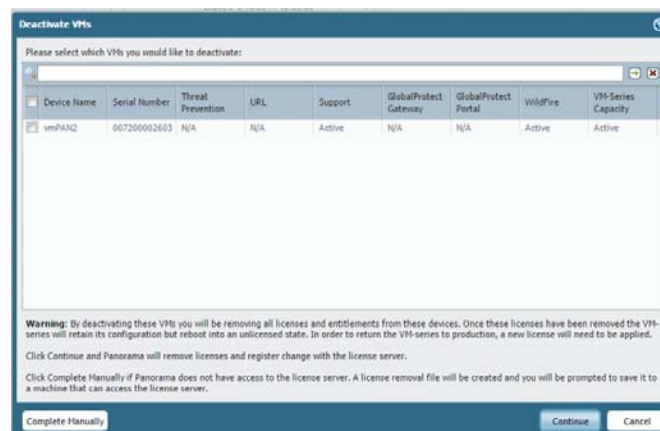 Deactivate VMs
Please select which VMs you would like to deactivate:
Device Name Serial Number Threat Prevention URL Support GlobalProtect Gateway GlobalProtect Portal WildFire VM-Series Capacity
vmPAN2 007200002603 N/A N/A Active N/A N/A Active Active
Warning: By deactivating these VMs you will be removing all licenses and entitlements from these devices. Once these licenses have been removed the VM-
series will retain its configuration but reboot into an unlicensed state. In order to return the VM-series to production, a new license will need to be applied.
Click Continue and Panorama will remove licenses and register change with the license server.
Click Complete Manually if Panorama does not have access to the license server. A license removal file will be created and you will be prompted to save it to
a machine that can access the license server.
Complete Manually Continue Cancel